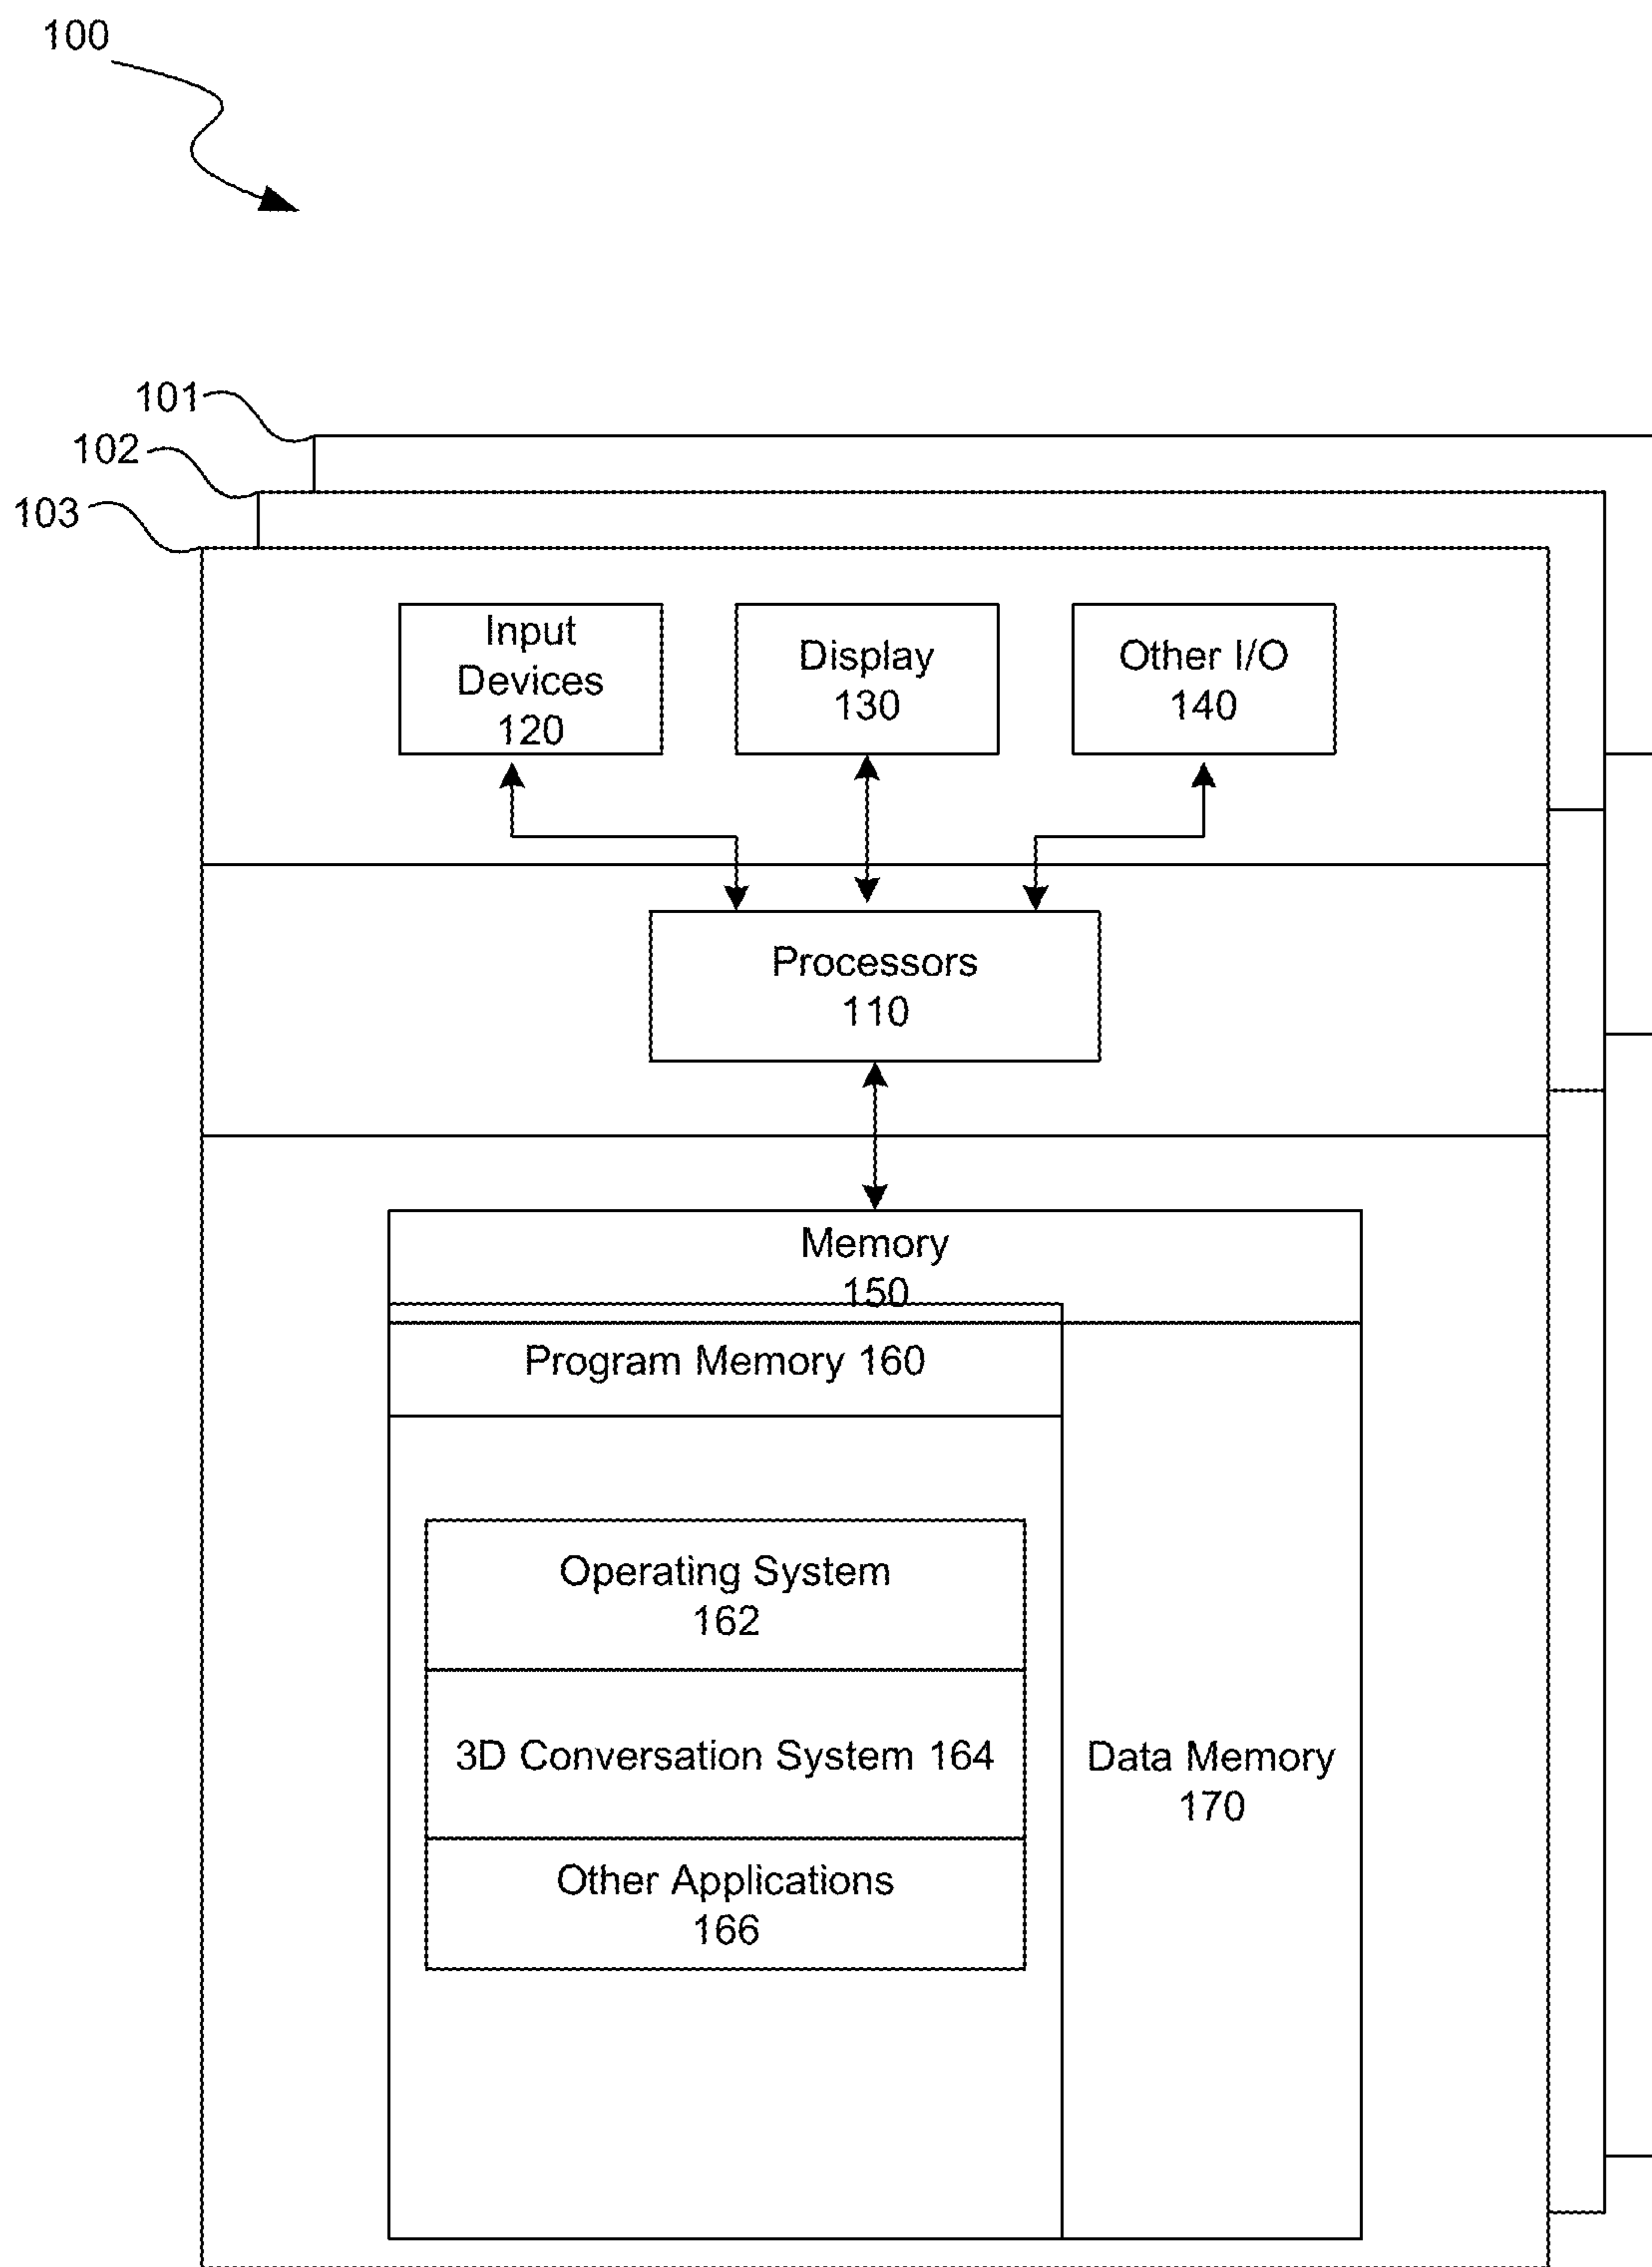 100
101
102
103
Input
Devices
120
Display
130
Other I/O
140
Processors
110
Memory
150
Program Memory 160
Operating System
162
3D Conversation System 164
Other Applications
166
Data Memory
170